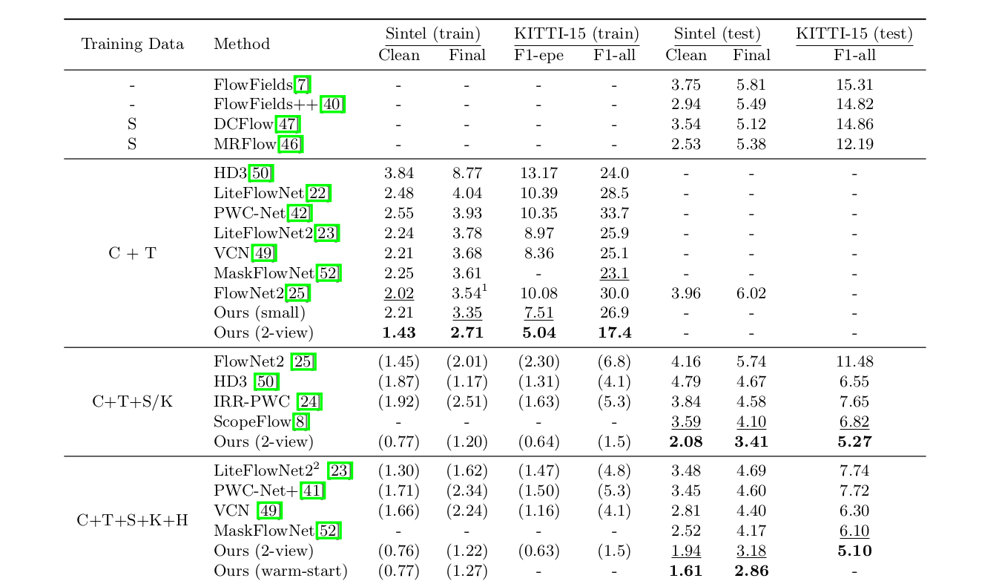 Training Data Method Sintel (train) KITTI-15 (train) Sintel (test) KITTI-15 (test)
Clean Final F1-epe F1-all Clean Final F1-all
- FlowFields[7] - - - - 3.75 5.81 15.31
- FlowFields++[40] - - - - 2.94 5.49 14.82
S DCFlow[47] - - - - 3.54 5.12 14.86
S MRFlow[46] - - - - 2.53 5.38 12.19
C + T
HD3[50] 3.84 8.77 13.17 24.0 - - -
LiteFlowNet[22] 2.48 4.04 10.39 28.5 - - -
PWC-Net[42] 2.55 3.93 10.35 33.7 - - -
LiteFlowNet2[23] 2.24 3.78 8.97 25.9 - - -
VCN[49] 2.21 3.68 8.36 25.1 - - -
MaskFlowNet[52] 2.25 3.61 - 23.1 - - -
FlowNet2[25] 2.02 3.54¹ 10.08 30.0 3.96 6.02 -
Ours (small) 2.21 3.35 7.51 26.9 - - -
Ours (2-view) 1.43 2.71 5.04 17.4 - - -
C+T+S/K
FlowNet2 [25] (1.45) (2.01) (2.30) (6.8) 4.16 5.74 11.48
HD3 [50] (1.87) (1.17) (1.31) (4.1) 4.79 4.67 6.55
IRR-PWC [24] (1.92) (2.51) (1.63) (5.3) 3.84 4.58 7.65
ScopeFlow[8] - - - - 3.59 4.10 6.82
Ours (2-view) (0.77) (1.20) (0.64) (1.5) 2.08 3.41 5.27
C+T+S+K+H
LiteFlowNet2² [23] (1.30) (1.62) (1.47) (4.8) 3.48 4.69 7.74
PWC-Net+[41] (1.71) (2.34) (1.50) (5.3) 3.45 4.60 7.72
VCN [49] (1.66) (2.24) (1.16) (4.1) 2.81 4.40 6.30
MaskFlowNet[52] - - - - 2.52 4.17 6.10
Ours (2-view) (0.76) (1.22) (0.63) (1.5) 1.94 3.18 5.10
Ours (warm-start) (0.77) (1.27) - - 1.61 2.86 -